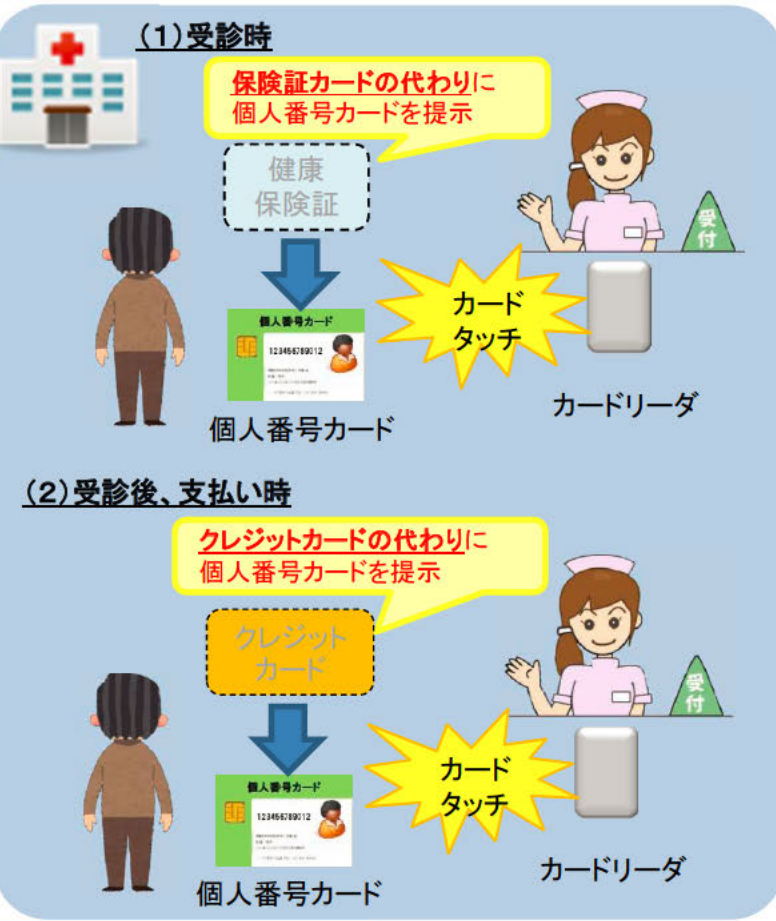 (1)受診時
保険証カードの代わりに
個人番号カードを提示
健康
保険証
受付
カード
タッチ
個人番号カード
123456789012
カードリーダ
個人番号カード
(2)受診後、支払い時
クレジットカードの代わりに
個人番号カードを提示
クレジット
カード
受付
カード
タッチ
個人番号カード
123456789012
カードリーダ
個人番号カード